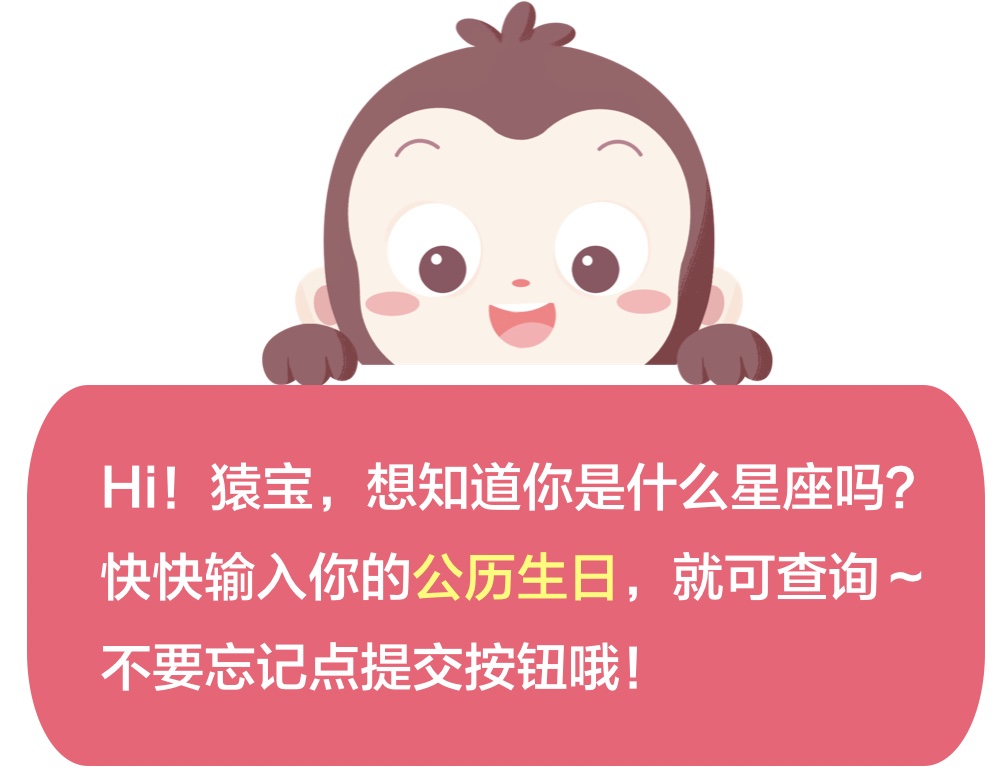 Hi！猿宝，想知道你是什么星座吗？
快快输入你的公历生日，就可查询～
不要忘记点提交按钮哦！